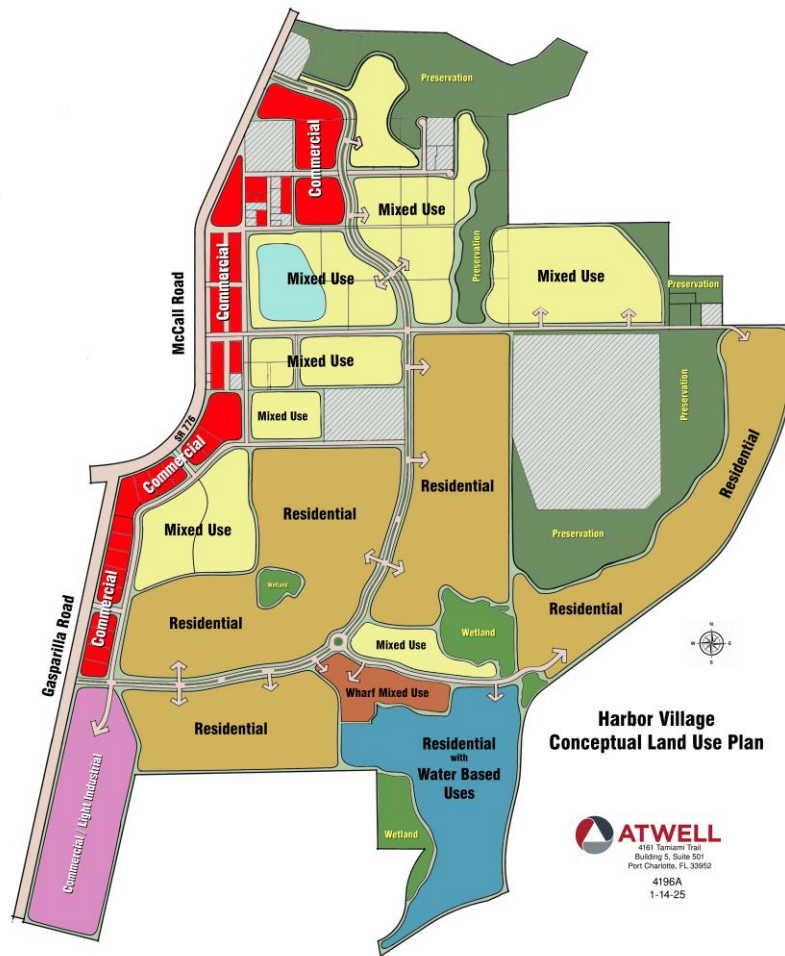 Preservation
Commercial
Mixed Use
Preservation
Mixed Use
Mixed Use
Preservation
Commercial
McCall Road
Mixed Use
Mixed Use
SR 776
Commercial
Preservation
Residential
Residential
Residential
Mixed Use
Preservation
Wetland
Commercial
Residential
Residential
Gasparilla Road
Wetland
Mixed Use
N
W
E
S
Wharf Mixed Use
Residential
Residential
with
Water Based
Uses
Commercial / Light Industrial
Wetland
Harbor Village
Conceptual Land Use Plan
ATWELL
4161 Tamiami Trail
Building 5, Suite 501
Port Charlotte, FL 33952
4196A
1-14-25